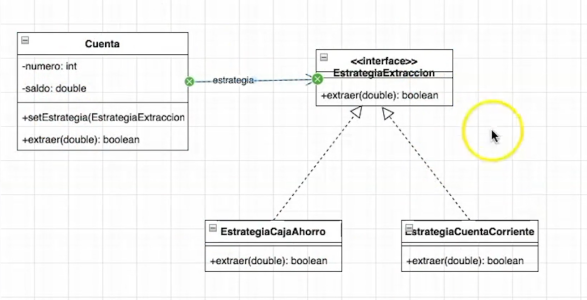 Cuenta
-numero: int
-saldo: double
+setEstrategia(EstrategiaExtraccion
+extraer(double): boolean
estrategia
<<interface>>
EstrategiaExtraccion
+extraer(double): boolean
EstrategiaCajaAhorro
+extraer(double): boolean
EstrategiaCuentaCorriente
+extraer(double): boolean